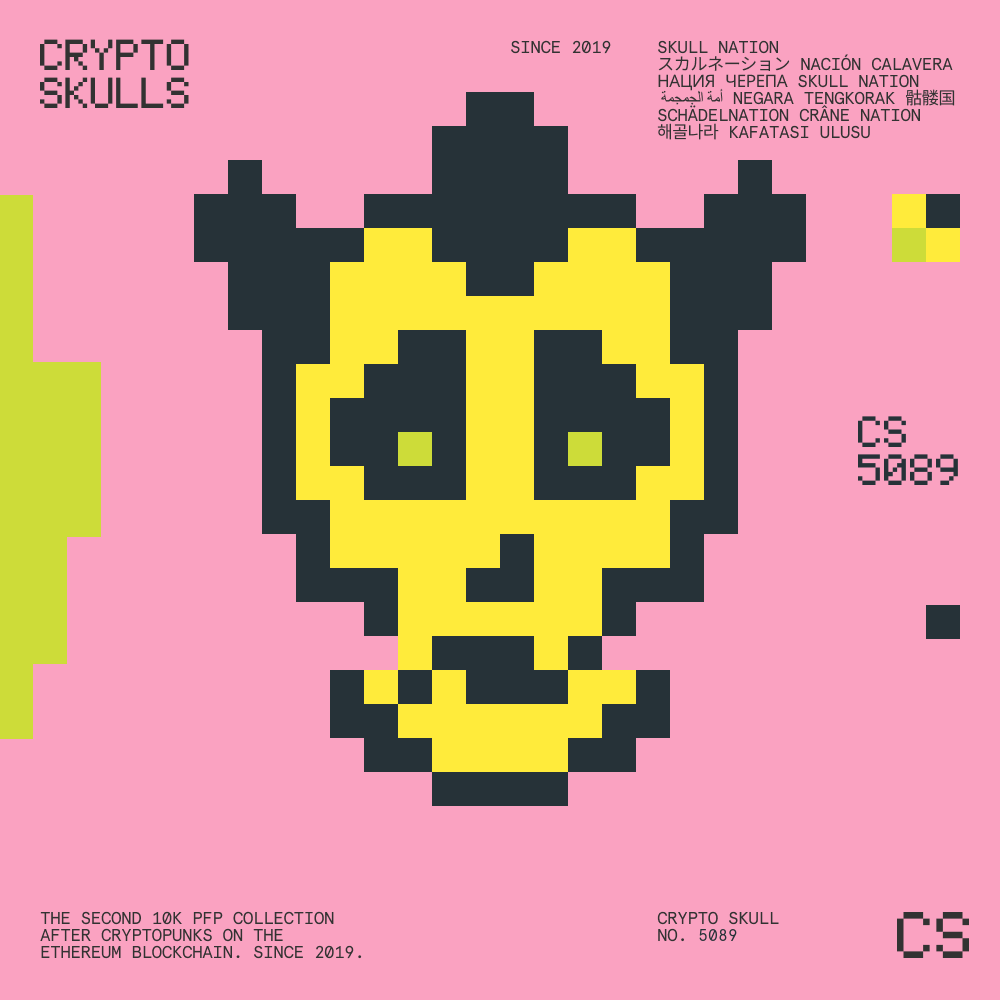 CRYPTO
SKULLS
SINCE 2019
SKULL NATION
スカルネーション NACIÓN CALAVERA
НАЦИЯ ЧЕРЕПА SKULL NATION
أمة الجمجمة NEGARA TENGKORAK 骷髅国
SCHÄDELNATION CRÂNE NATION
해골나라 KAFATASI ULUSU
CS
5089
THE SECOND 10K PFP COLLECTION
AFTER CRYPTOPUNKS ON THE
ETHEREUM BLOCKCHAIN. SINCE 2019.
CRYPTO SKULL
NO. 5089
CS